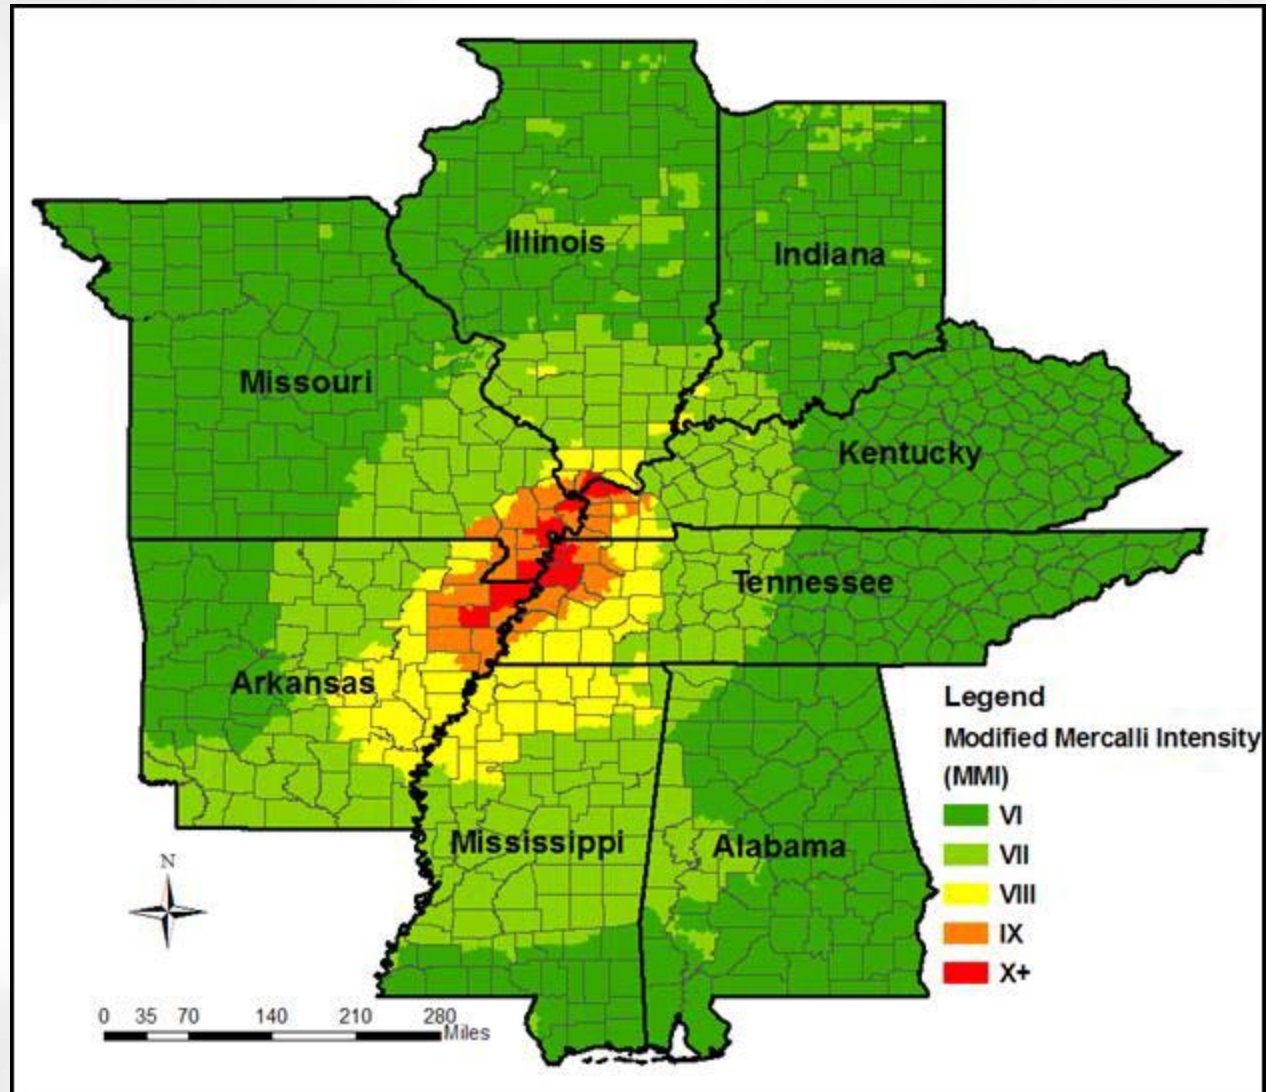 Illinois
Indiana
Missouri
Kentucky
Tennessee
Arkansas
Legend
Modified Mercalli Intensity
(MMI)
VI
VII
VIII
IX
X+
Mississippi
Alabama
N
0 35 70 140 210 280
Miles